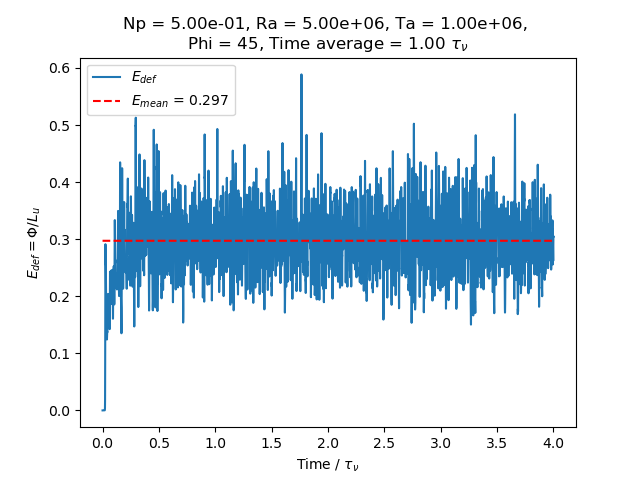 Np = 5.00e-01, Ra = 5.00e+06, Ta = 1.00e+06,
Phi = 45, Time average = 1.00 τ_ν
E_def
E_mean = 0.297
E_def = Φ/L_u
0.6
0.5
0.4
0.3
0.2
0.1
0.0
0.0 0.5 1.0 1.5 2.0 2.5 3.0 3.5 4.0
Time / τ_ν